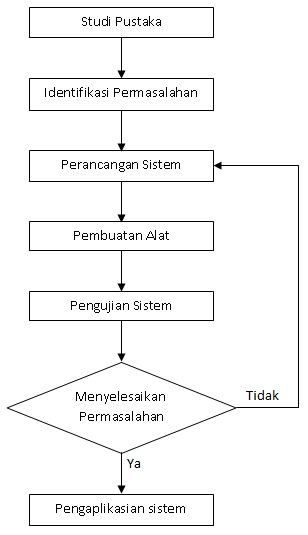 Studi Pustaka
Identifikasi Permasalahan
Perancangan Sistem
Pembuatan Alat
Pengujian Sistem
Menyelesaikan
Permasalahan
Tidak
Ya
Pengaplikasian sistem